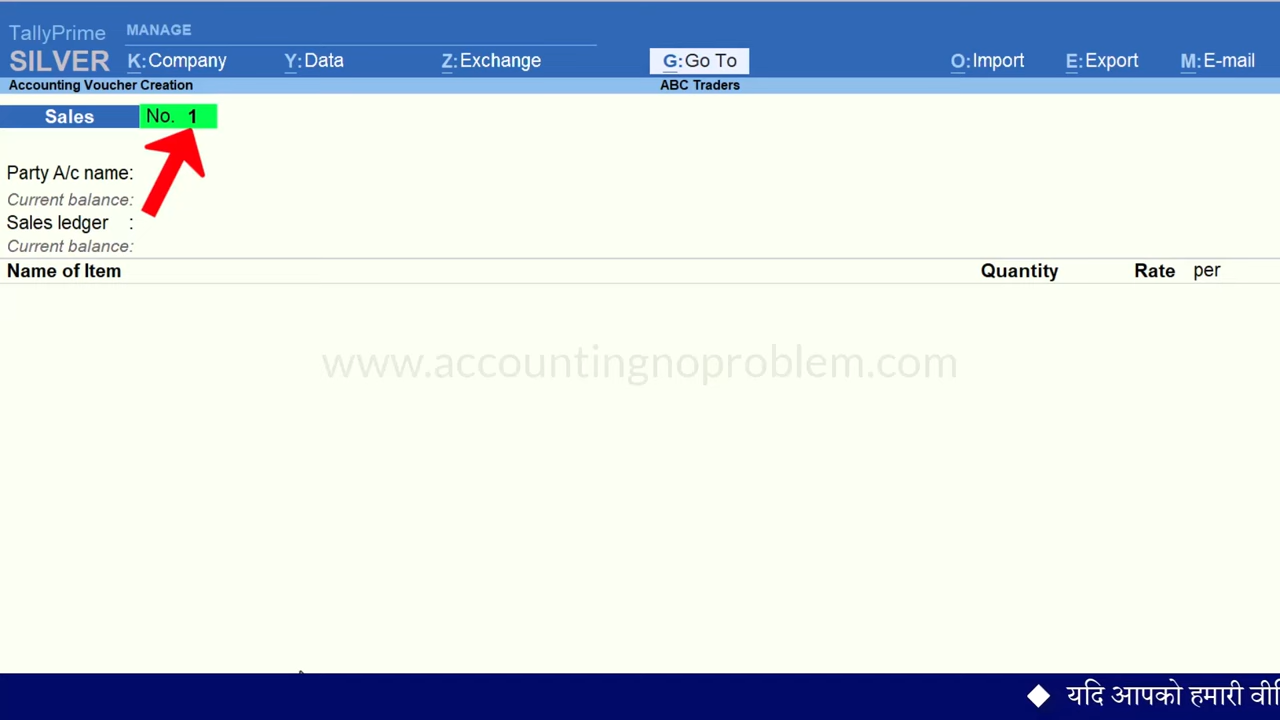 TallyPrime MANAGE
SILVER K:Company Y:Data Z:Exchange G:Go To O:Import E:Export M:E-mail
Accounting Voucher Creation ABC Traders
Sales No. 1
Party A/c name:
Current balance:
Sales ledger :
Current balance:
Name of Item Quantity Rate per
www.accountingnoproblem.com
◆ यदि आपको हमारी